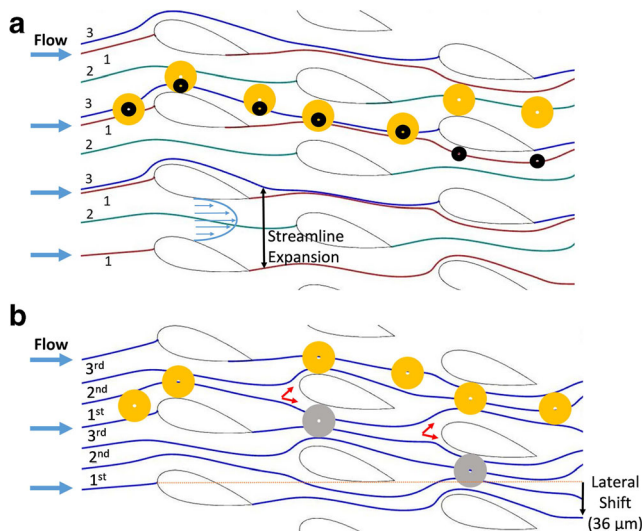 a
Flow
3
1
2
3
1
2
3
1
2
1
Streamline
Expansion
b
Flow
3rd
2nd
1st
3rd
2nd
1st
Lateral
Shift
(36 µm)